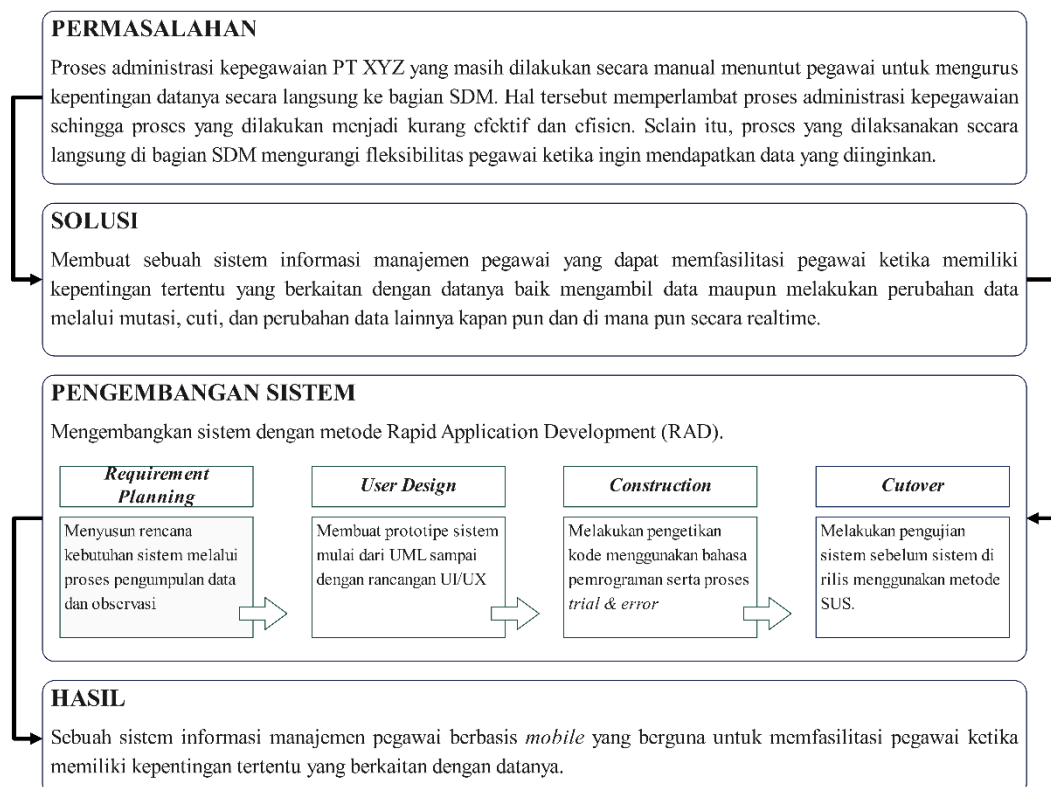 PERMASALAHAN
Proses administrasi kepegawaian PT XYZ yang masih dilakukan secara manual menuntut pegawai untuk mengurus
kepentingan datanya secara langsung ke bagian SDM. Hal tersebut memperlambat proses administrasi kepegawaian
sehingga proses yang dilakukan menjadi kurang efektif dan efisien. Selain itu, proses yang dilaksanakan secara
langsung di bagian SDM mengurangi fleksibilitas pegawai ketika ingin mendapatkan data yang diinginkan.
SOLUSI
Membuat sebuah sistem informasi manajemen pegawai yang dapat memfasilitasi pegawai ketika memiliki
kepentingan tertentu yang berkaitan dengan datanya baik mengambil data maupun melakukan perubahan data
melalui mutasi, cuti, dan perubahan data lainnya kapan pun dan di mana pun secara realtime.
PENGEMBANGAN SISTEM
Mengembangkan sistem dengan metode Rapid Application Development (RAD).
Requirement
Planning
Menyusun rencana
kebutuhan sistem melalui
proses pengumpulan data
dan observasi
User Design
Membuat prototipe sistem
mulai dari UML sampai
dengan rancangan UI/UX
Construction
Melakukan pengetikan
kode menggunakan bahasa
pemrograman serta proses
trial & error
Cutover
Melakukan pengujian
sistem sebelum sistem di
rilis menggunakan metode
SUS.
HASIL
Sebuah sistem informasi manajemen pegawai berbasis mobile yang berguna untuk memfasilitasi pegawai ketika
memiliki kepentingan tertentu yang berkaitan dengan datanya.